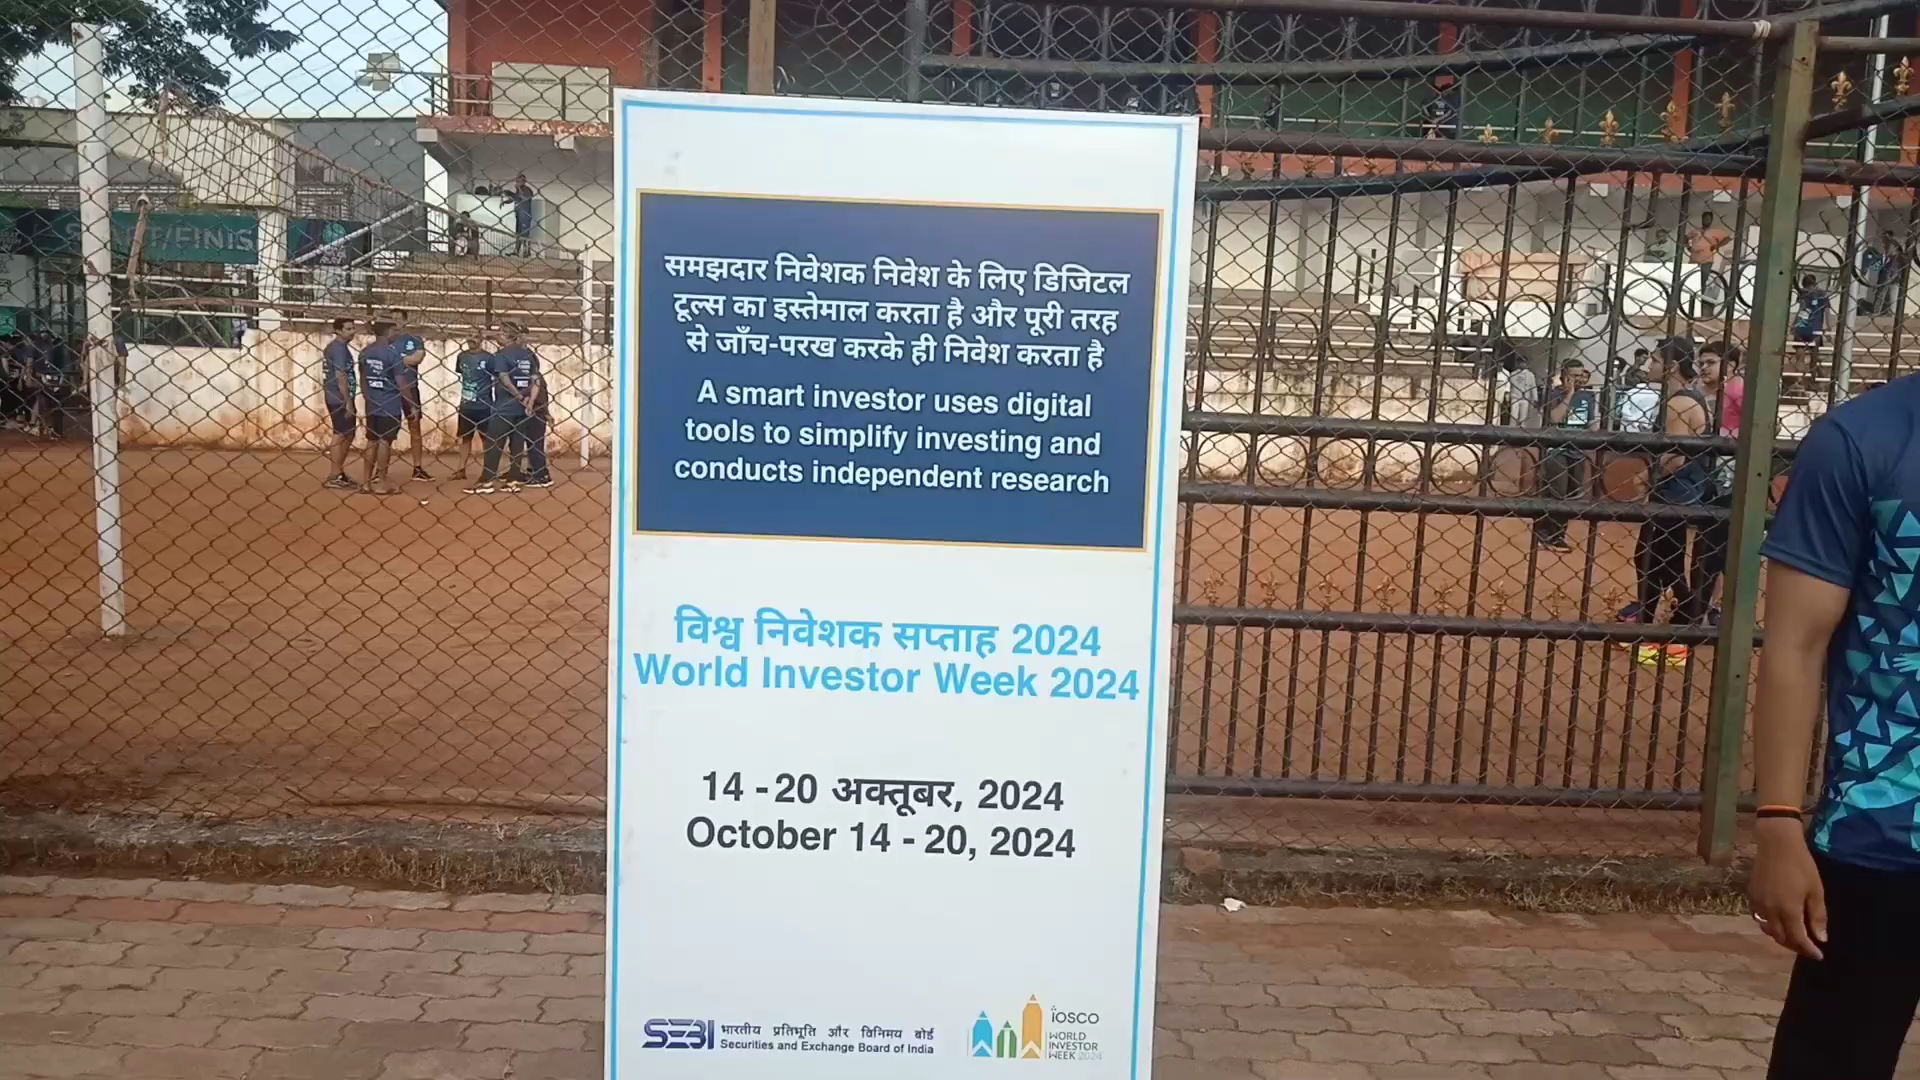 समझदार निवेशक निवेश के लिए डिजिटल
टूल्स का इस्तेमाल करता है और पूरी तरह
से जाँच-परख करके ही निवेश करता है
A smart investor uses digital
tools to simplify investing and
conducts independent research
विश्व निवेशक सप्ताह 2024
World Investor Week 2024
14 - 20 अक्तूबर, 2024
October 14 - 20, 2024
SEBI
भारतीय प्रतिभूति और विनिमय बोर्ड
Securities and Exchange Board of India
IOSCO
WORLD
INVESTOR
WEEK 2024
START/FINIS